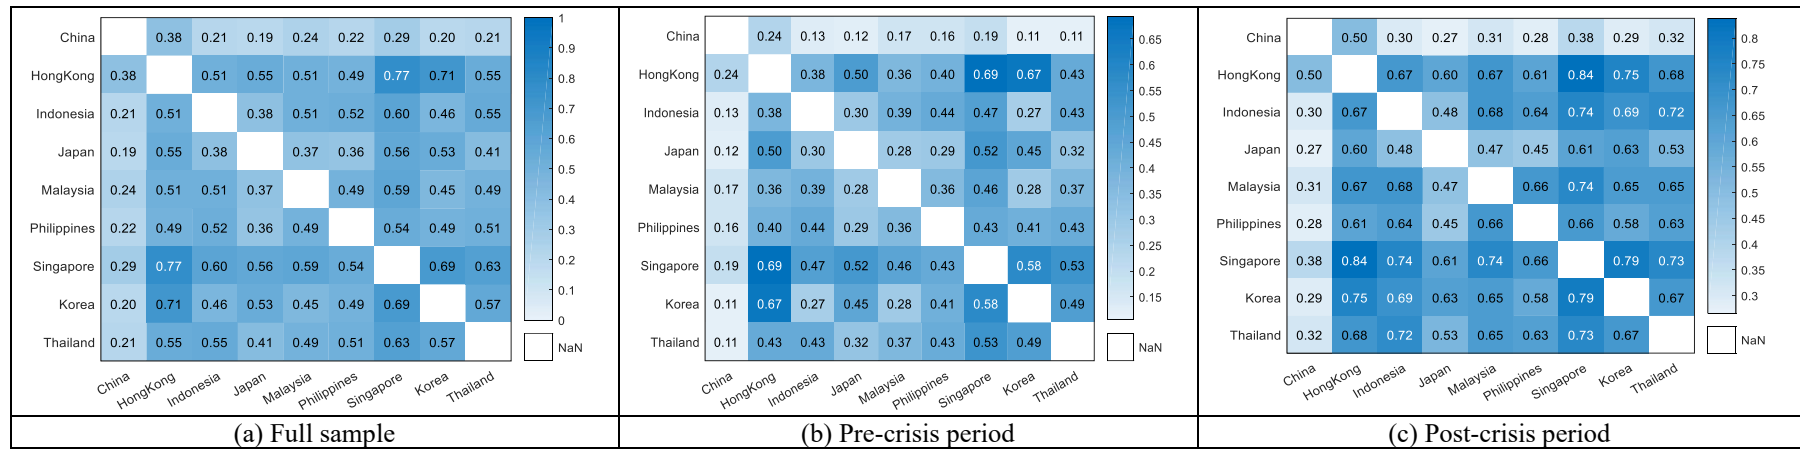 China 0.38 0.21 0.19 0.24 0.22 0.29 0.20 0.21
HongKong 0.38 0.51 0.55 0.51 0.49 0.77 0.71 0.55
Indonesia 0.21 0.51 0.38 0.51 0.52 0.60 0.46 0.55
Japan 0.19 0.55 0.38 0.37 0.36 0.56 0.53 0.41
Malaysia 0.24 0.51 0.51 0.37 0.49 0.59 0.45 0.49
Philippines 0.22 0.49 0.52 0.36 0.49 0.54 0.49 0.51
Singapore 0.29 0.77 0.60 0.56 0.59 0.54 0.69 0.63
Korea 0.20 0.71 0.46 0.53 0.45 0.49 0.69 0.57
Thailand 0.21 0.55 0.55 0.41 0.49 0.51 0.63 0.57
China HongKong Indonesia Japan Malaysia Philippines Singapore Korea Thailand
1
0.9
0.8
0.7
0.6
0.5
0.4
0.3
0.2
0.1
0
NaN
(a) Full sample
China 0.24 0.13 0.12 0.17 0.16 0.19 0.11 0.11
HongKong 0.24 0.38 0.50 0.36 0.40 0.69 0.67 0.43
Indonesia 0.13 0.38 0.30 0.39 0.44 0.47 0.27 0.43
Japan 0.12 0.50 0.30 0.28 0.29 0.52 0.45 0.32
Malaysia 0.17 0.36 0.39 0.28 0.36 0.46 0.28 0.37
Philippines 0.16 0.40 0.44 0.29 0.36 0.43 0.41 0.43
Singapore 0.19 0.69 0.47 0.52 0.46 0.43 0.58 0.53
Korea 0.11 0.67 0.27 0.45 0.28 0.41 0.58 0.49
Thailand 0.11 0.43 0.43 0.32 0.37 0.43 0.53 0.49
China HongKong Indonesia Japan Malaysia Philippines Singapore Korea Thailand
0.65
0.6
0.55
0.5
0.45
0.4
0.35
0.3
0.25
0.2
0.15
NaN
(b) Pre-crisis period
China 0.50 0.30 0.27 0.31 0.28 0.38 0.29 0.32
HongKong 0.50 0.67 0.60 0.67 0.61 0.84 0.75 0.68
Indonesia 0.30 0.67 0.48 0.68 0.64 0.74 0.69 0.72
Japan 0.27 0.60 0.48 0.47 0.45 0.61 0.63 0.53
Malaysia 0.31 0.67 0.68 0.47 0.66 0.74 0.65 0.65
Philippines 0.28 0.61 0.64 0.45 0.66 0.66 0.58 0.63
Singapore 0.38 0.84 0.74 0.61 0.74 0.66 0.79 0.73
Korea 0.29 0.75 0.69 0.63 0.65 0.58 0.79 0.67
Thailand 0.32 0.68 0.72 0.53 0.65 0.63 0.73 0.67
China HongKong Indonesia Japan Malaysia Philippines Singapore Korea Thailand
0.8
0.75
0.7
0.65
0.6
0.55
0.5
0.45
0.4
0.35
0.3
NaN
(c) Post-crisis period